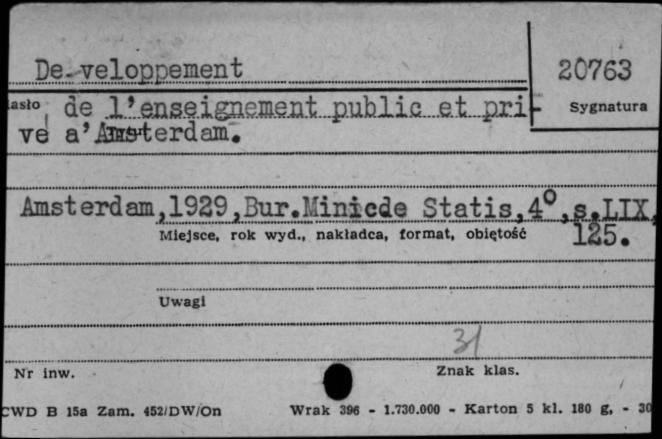 De veloppement
20763
asło de l'enseignement public et pri-
Sygnatura
vé a'Amsterdam.
Amsterdam,1929,Bur.Minicde Statis,4°,s.LIX,
Miejsce, rok wyd., nakładca, format, objętość
125.
Uwagi
31
Nr inw.
Znak klas.
CWD B 15a Zam. 452/DW/On
Wrak 396 - 1.730.000 - Karton 5 kl. 180 g, - 30